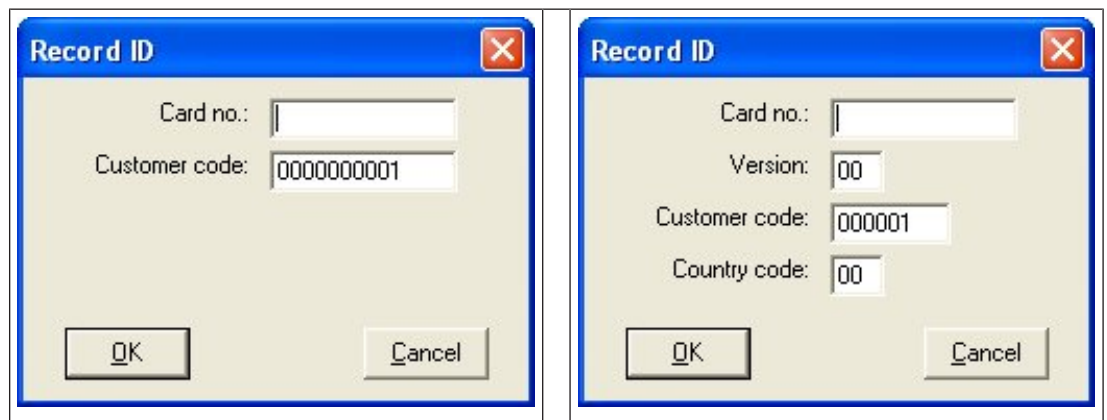 Record ID
Card no.:
Customer code: 0000000001
OK Cancel
Record ID
Card no.:
Version: 00
Customer code: 000001
Country code: 00
OK Cancel